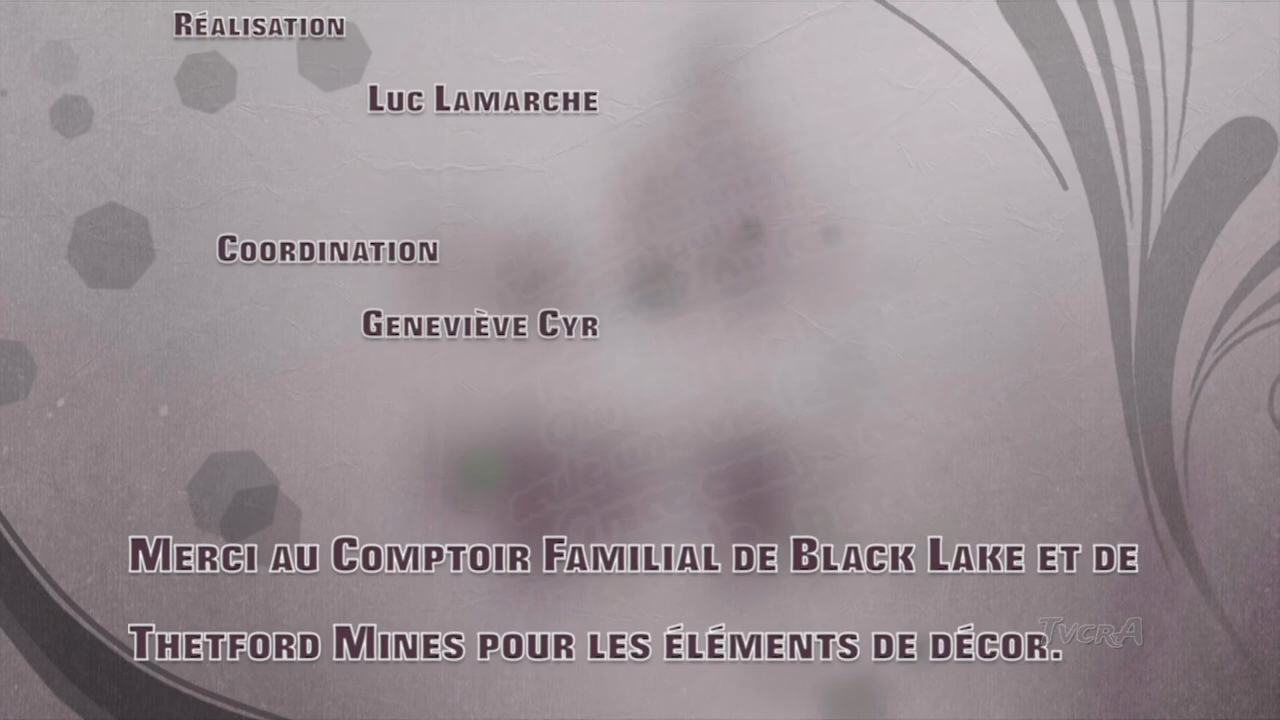 Réalisation
Luc Lamarche
Coordination
Geneviève Cyr
Merci au Comptoir Familial de Black Lake et de
Thetford Mines pour les éléments de décor.
TVCRA